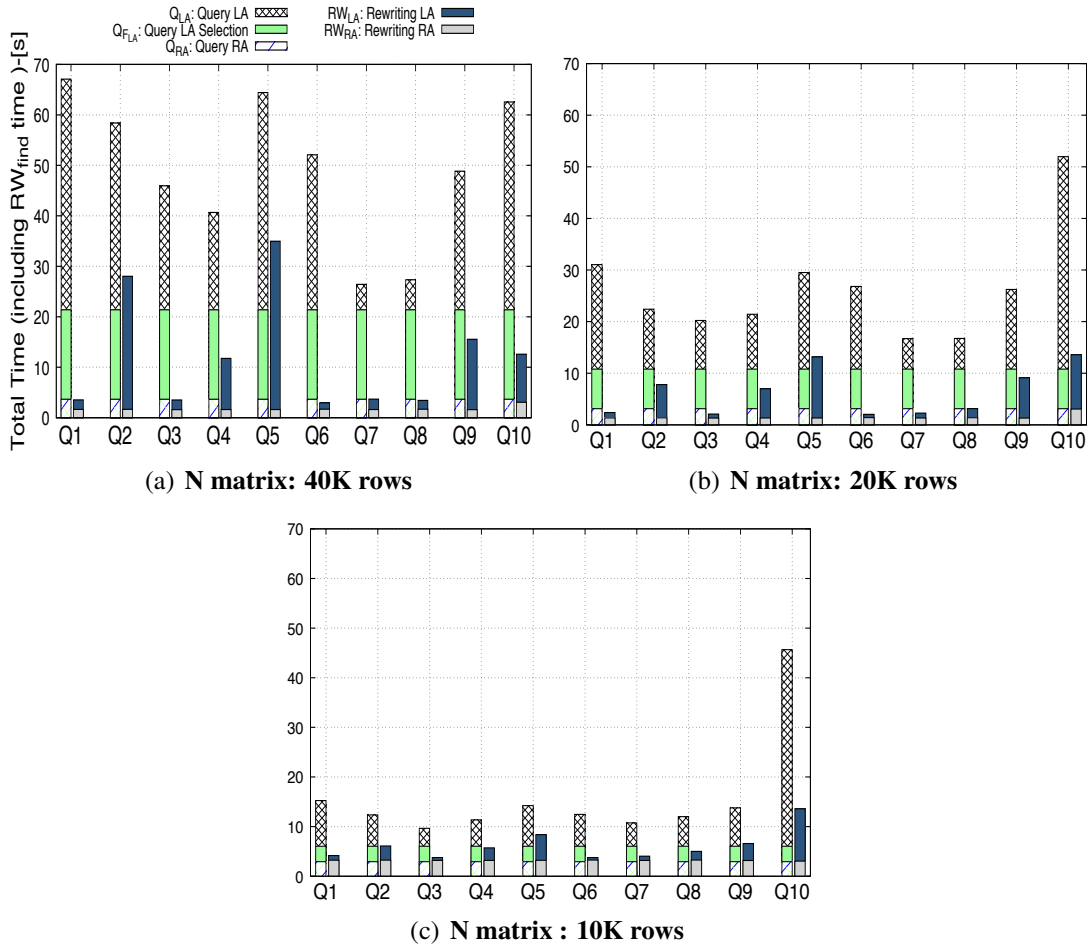 Q_LA: Query LA
RW_LA: Rewriting LA
Q_F_LA: Query LA Selection
RW_RA: Rewriting RA
Q_RA: Query RA
Total Time (including RW_find time )-[s]
70
60
50
40
30
20
10
0
Q1 Q2 Q3 Q4 Q5 Q6 Q7 Q8 Q9 Q10
(a) N matrix: 40K rows
70
60
50
40
30
20
10
0
Q1 Q2 Q3 Q4 Q5 Q6 Q7 Q8 Q9 Q10
(b) N matrix: 20K rows
70
60
50
40
30
20
10
0
Q1 Q2 Q3 Q4 Q5 Q6 Q7 Q8 Q9 Q10
(c) N matrix : 10K rows